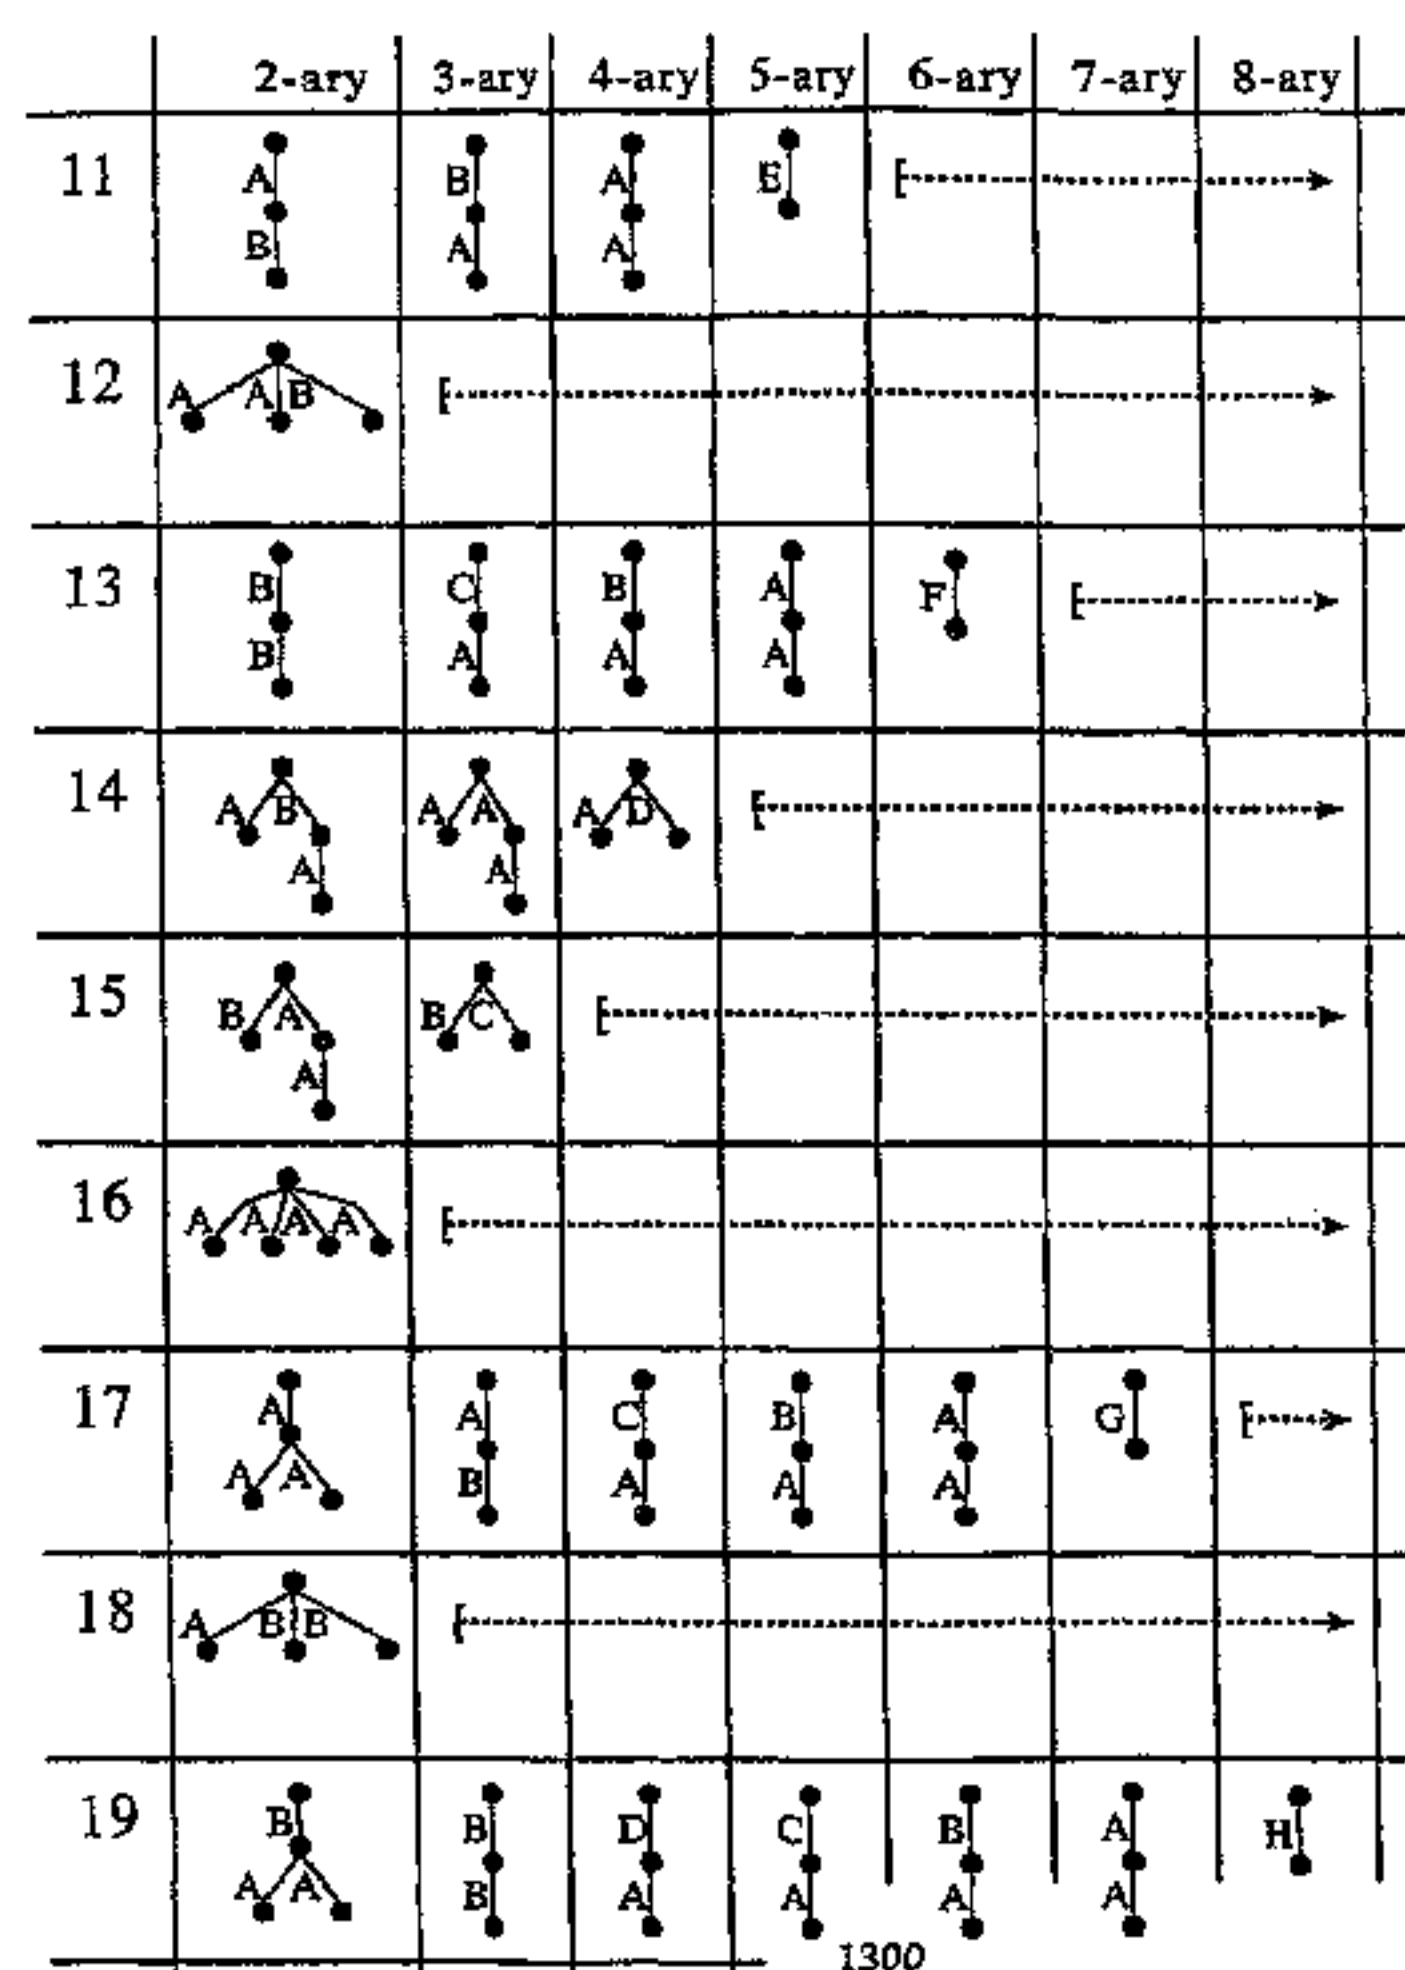 2-ary 3-ary 4-ary 5-ary 6-ary 7-ary 8-ary
11 A B A E
B A A
12 A A B
13 B C B A F
B A A A
14 A B A A A D
A A
15 B A B C
A
16 A A A A
17 A A C B A G
A A B A A A
18 A B B
19 B B D C B A H
A A B A A A A
1300